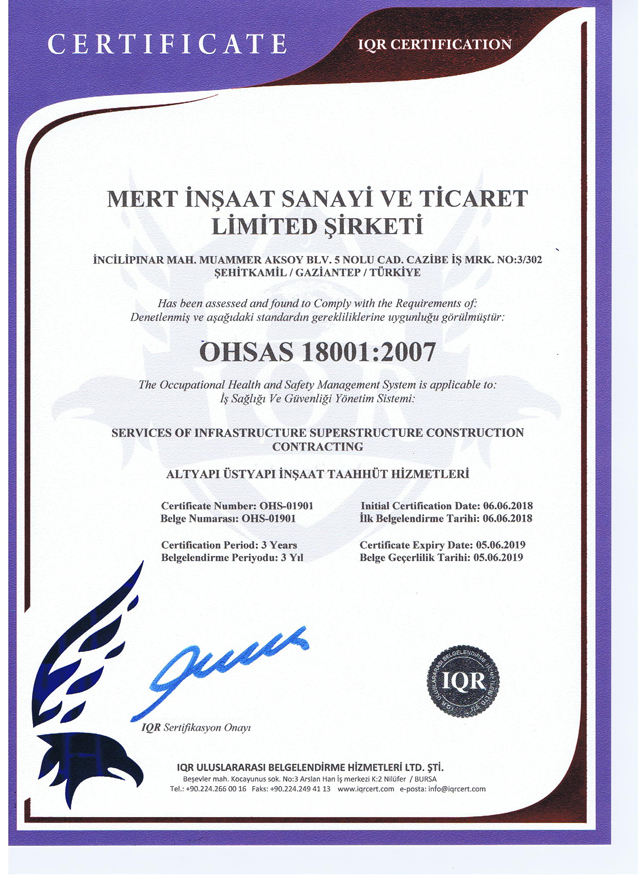 CERTIFICATE
IQR CERTIFICATION
MERT İNŞAAT SANAYİ VE TİCARET
LİMİTED ŞİRKETİ
İNCİLİPINAR MAH. MUAMMER AKSOY BLV. 5 NOLU CAD. CAZİBE İŞ MRK. NO:3/302
ŞEHİTKAMİL / GAZİANTEP / TÜRKİYE
Has been assessed and found to Comply with the Requirements of:
Denetlenmiş ve aşağıdaki standardın gerekliliklerine uygunluğu görülmüştür:
OHSAS 18001:2007
The Occupational Health and Safety Management System is applicable to:
İş Sağlığı Ve Güvenliği Yönetim Sistemi:
SERVICES OF INFRASTRUCTURE SUPERSTRUCTURE CONSTRUCTION
CONTRACTING
ALTYAPI ÜSTYAPI İNŞAAT TAAHHÜT HİZMETLERİ
Certificate Number: OHS-01901 Initial Certification Date: 06.06.2018
Belge Numarası: OHS-01901 İlk Belgelendirme Tarihi: 06.06.2018
Certification Period: 3 Years Certificate Expiry Date: 05.06.2019
Belgelendirme Periyodu: 3 Yıl Belge Geçerlilik Tarihi: 05.06.2019
IQR
IQR Sertifikasyon Onayı
IQR ULUSLARARASI BELGELENDİRME HİZMETLERİ LTD. ŞTİ.
Beşevler mah. Kocayunus sok. No:3 Arslan Han İş merkezi K:2 Nilüfer / BURSA
Tel.: +90.224.266 00 16 Faks: +90.224.249 41 13 www.iqrcert.com e-posta: info@iqrcert.com